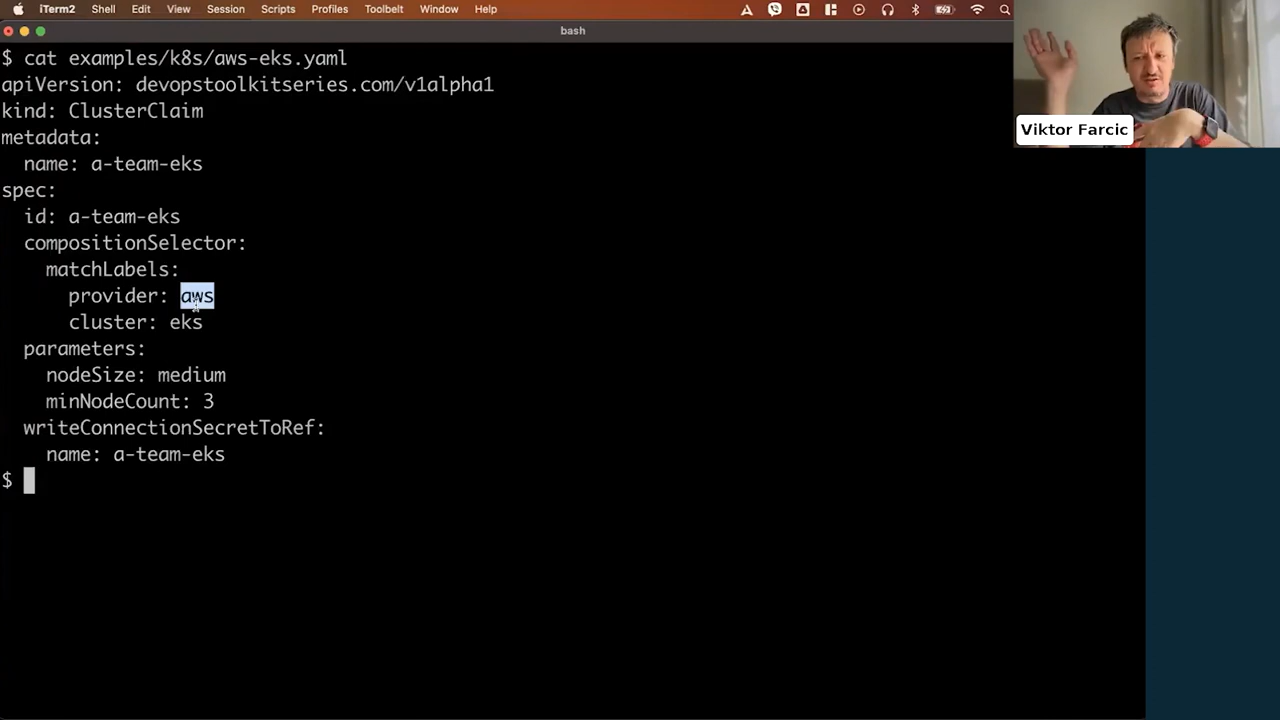 iTerm2 Shell Edit View Session Scripts Profiles Toolbelt Window Help
bash
$ cat examples/k8s/aws-eks.yaml
apiVersion: devopstoolkitseries.com/v1alpha1
kind: ClusterClaim
metadata:
  name: a-team-eks
spec:
  id: a-team-eks
  compositionSelector:
    matchLabels:
      provider: aws
      cluster: eks
  parameters:
    nodeSize: medium
    minNodeCount: 3
  writeConnectionSecretToRef:
    name: a-team-eks
$
Viktor Farcic